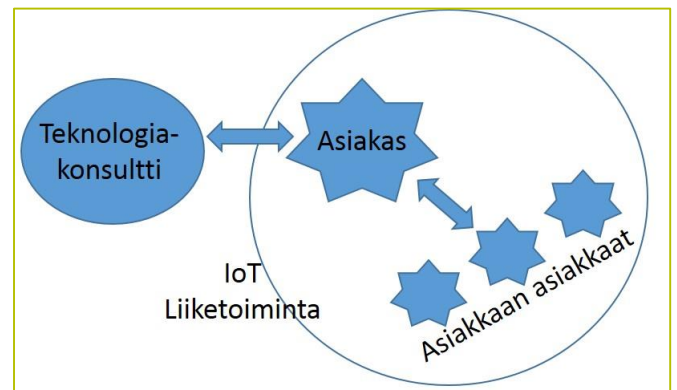 Teknologia-
konsultti
Asiakas
IoT
Liiketoiminta
Asiakkaan asiakkaat